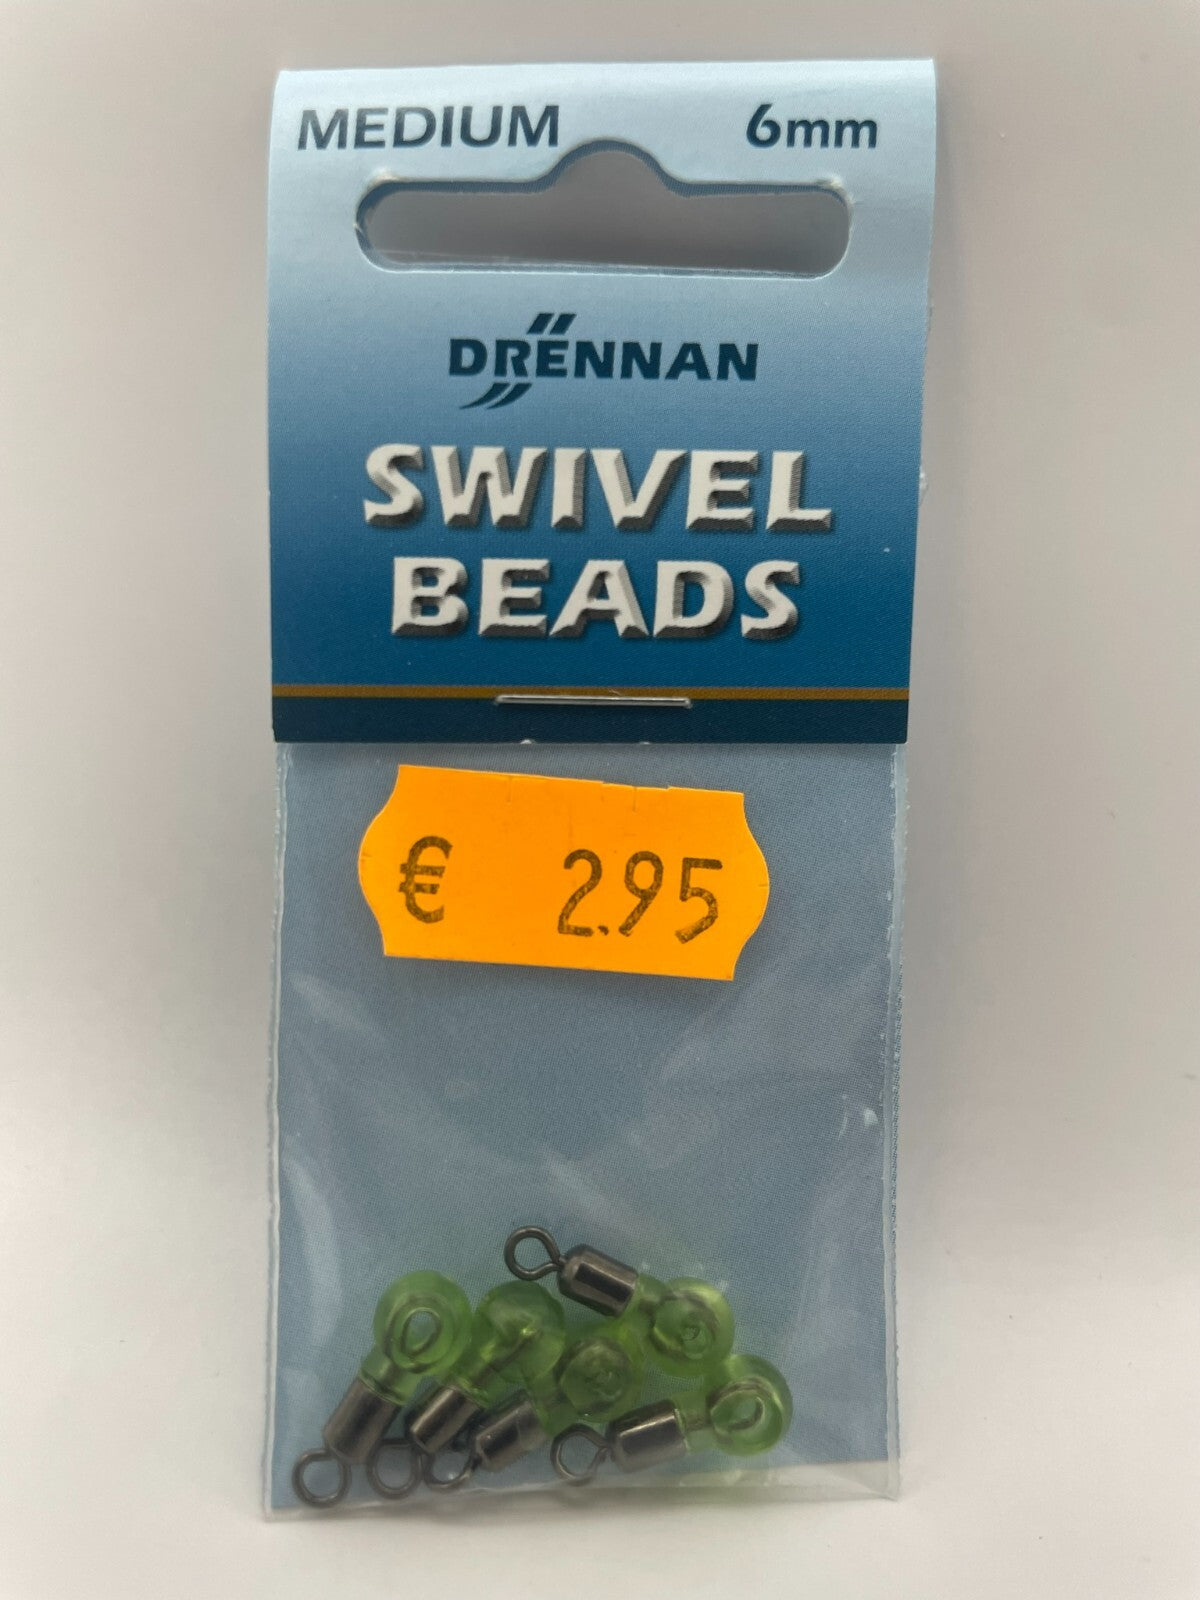 MEDIUM 6mm
DRENNAN
SWIVEL
BEADS
€ 2.95